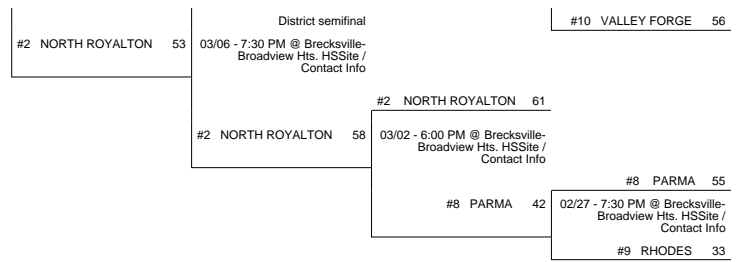 District semifinal
#10 VALLEY FORGE 56
#2 NORTH ROYALTON 53
03/06 - 7:30 PM @ Brecksville-
Broadview Hts. HSSite /
Contact Info
#2 NORTH ROYALTON 61
#2 NORTH ROYALTON 58
03/02 - 6:00 PM @ Brecksville-
Broadview Hts. HSSite /
Contact Info
#8 PARMA 55
#8 PARMA 42
02/27 - 7:30 PM @ Brecksville-
Broadview Hts. HSSite /
Contact Info
#9 RHODES 33